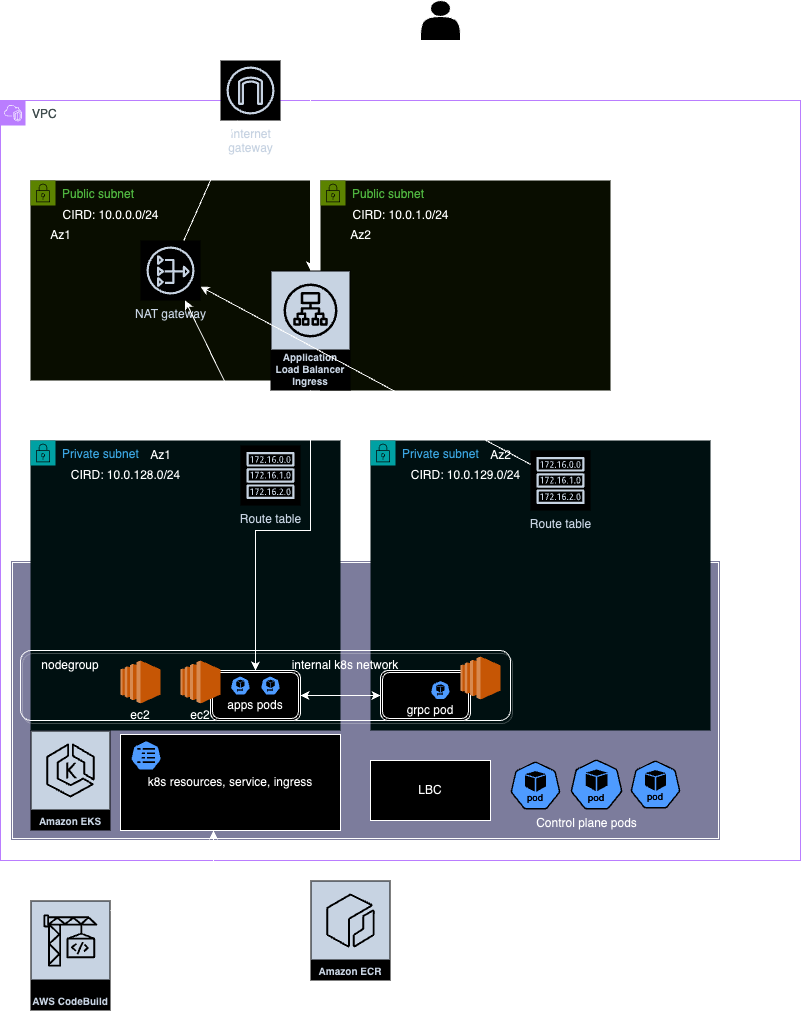 VPC
Internet
gateway
Public subnet
CIRD: 10.0.0.0/24
Az1
Public subnet
CIRD: 10.0.1.0/24
Az2
NAT gateway
Application
Load Balancer
Ingress
Private subnet
Az1
CIRD: 10.0.128.0/24
172.16.0.0
172.16.1.0
172.16.2.0
Route table
Private subnet
Az2
CIRD: 10.0.129.0/24
172.16.0.0
172.16.1.0
172.16.2.0
Route table
nodegroup
internal k8s network
ec2
ec2
apps pods
grpc pod
K
Amazon EKS
k8s resources, service, ingress
LBC
pod
pod
pod
Control plane pods
</>
AWS CodeBuild
Amazon ECR